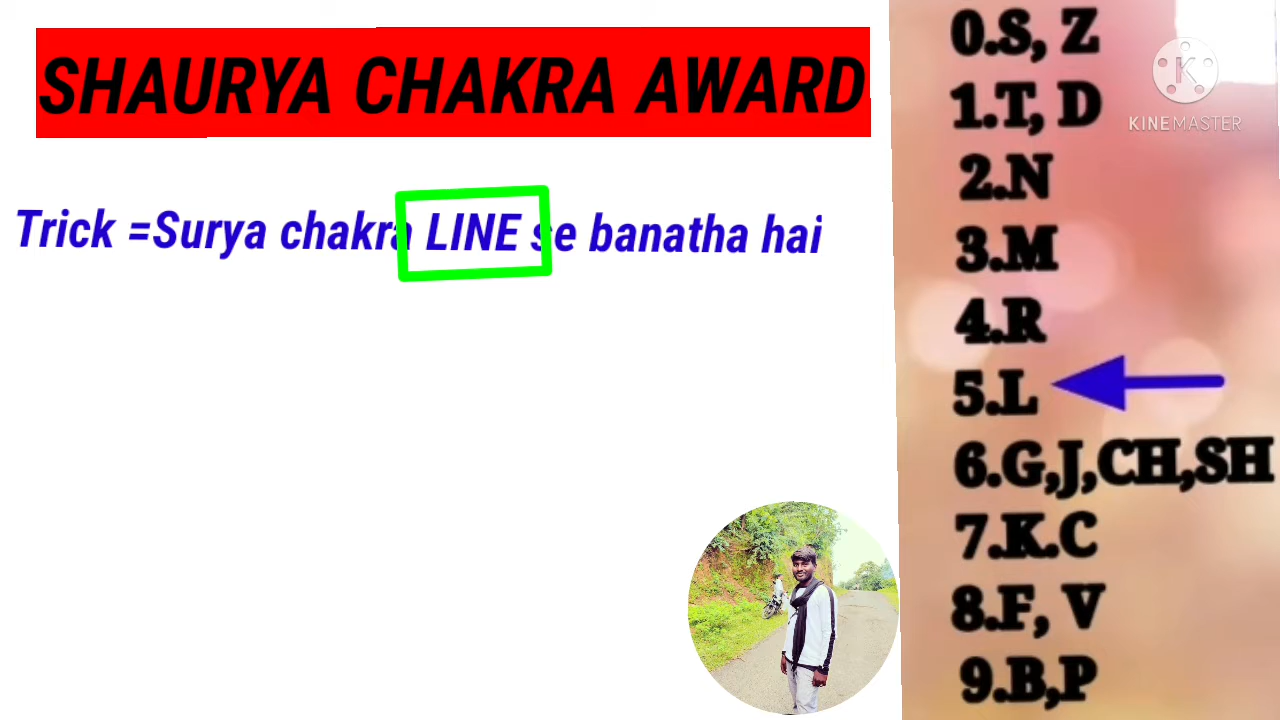 SHAURYA CHAKRA AWARD
Trick =Surya chakra LINE se banatha hai
0.S, Z
1.T, D
2.N
3.M
4.R
5.L
6.G,J,CH,SH
7.K.C
8.F, V
9.B,P
K
KINEMASTER